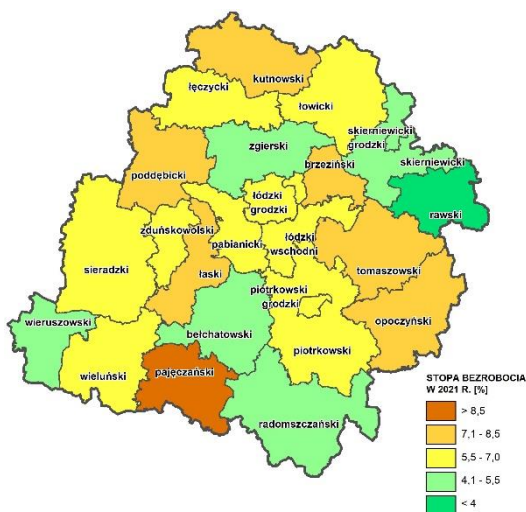 kutnowski
łęczycki
łowicki
skierniewicki
grodzki
zgierski
skierniewicki
brzeziński
poddębicki
łódzki
grodzki
rawski
zduńskowolski
pabianicki
łódzki
wschodni
sieradzki
łaski
tomaszowski
piotrkowski
grodzki
wieruszowski
bełchatowski
opoczyński
wieluński
pajęczański
piotrkowski
radomszczański
STOPA BEZROBOCIA
W 2021 R. [%]
> 8,5
7,1 - 8,5
5,5 - 7,0
4,1 - 5,5
< 4